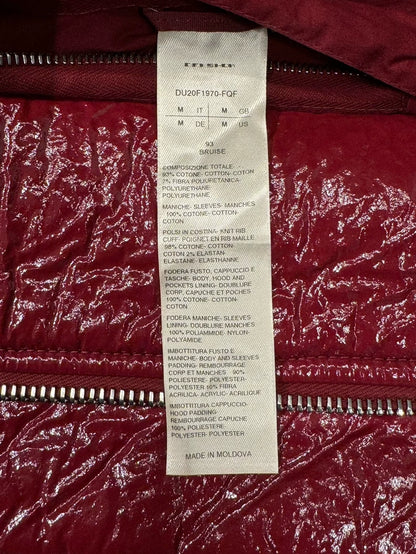 DU20F1970-FQF
M IT M GB
M DE M US
93
BRUISE
COMPOSIZIONE TOTALE-
93% COTONE- COTTON- COTON
7% FIBRA POLIURETANICA-
POLYURETHANE
POLYURETHANE
MANICHE- SLEEVES- MANCHES
100% COTONE- COTTON-
COTON
POLSI IN COSTINA- KNIT RIB
CUFF- POIGNET EN RIB MAILLE
98% COTONE- COTTON-
COTON 2% ELASTAN-
ELASTANE- ELASTHANNE
FODERA FUSTO, CAPPUCCIO E
TASCHE- BODY, HOOD AND
POCKETS LINING- DOUBLURE
CORP, CAPUCHE ET POCHES
100% COTONE- COTTON-
COTON
FODERA MANICHE- SLEEVES
LINING- DOUBLURE MANCHES
100% POLIAMMIDE- NYLON-
POLYAMIDE
IMBOTTITURA FUSTO E
MANICHE- BODY AND SLEEVES
PADDING- REMBOURRAGE
CORP ET MANCHES 90%
POLIESTERE- POLYESTER-
POLYESTER 10% FIBRA
ACRILICA- ACRYLIC- ACRYLIQUE
IMBOTTITURA CAPPUCCIO-
HOOD PADDING-
REMBOURRAGE CAPUCHE
100% POLIESTERE-
POLYESTER- POLYESTER
MADE IN MOLDOVA